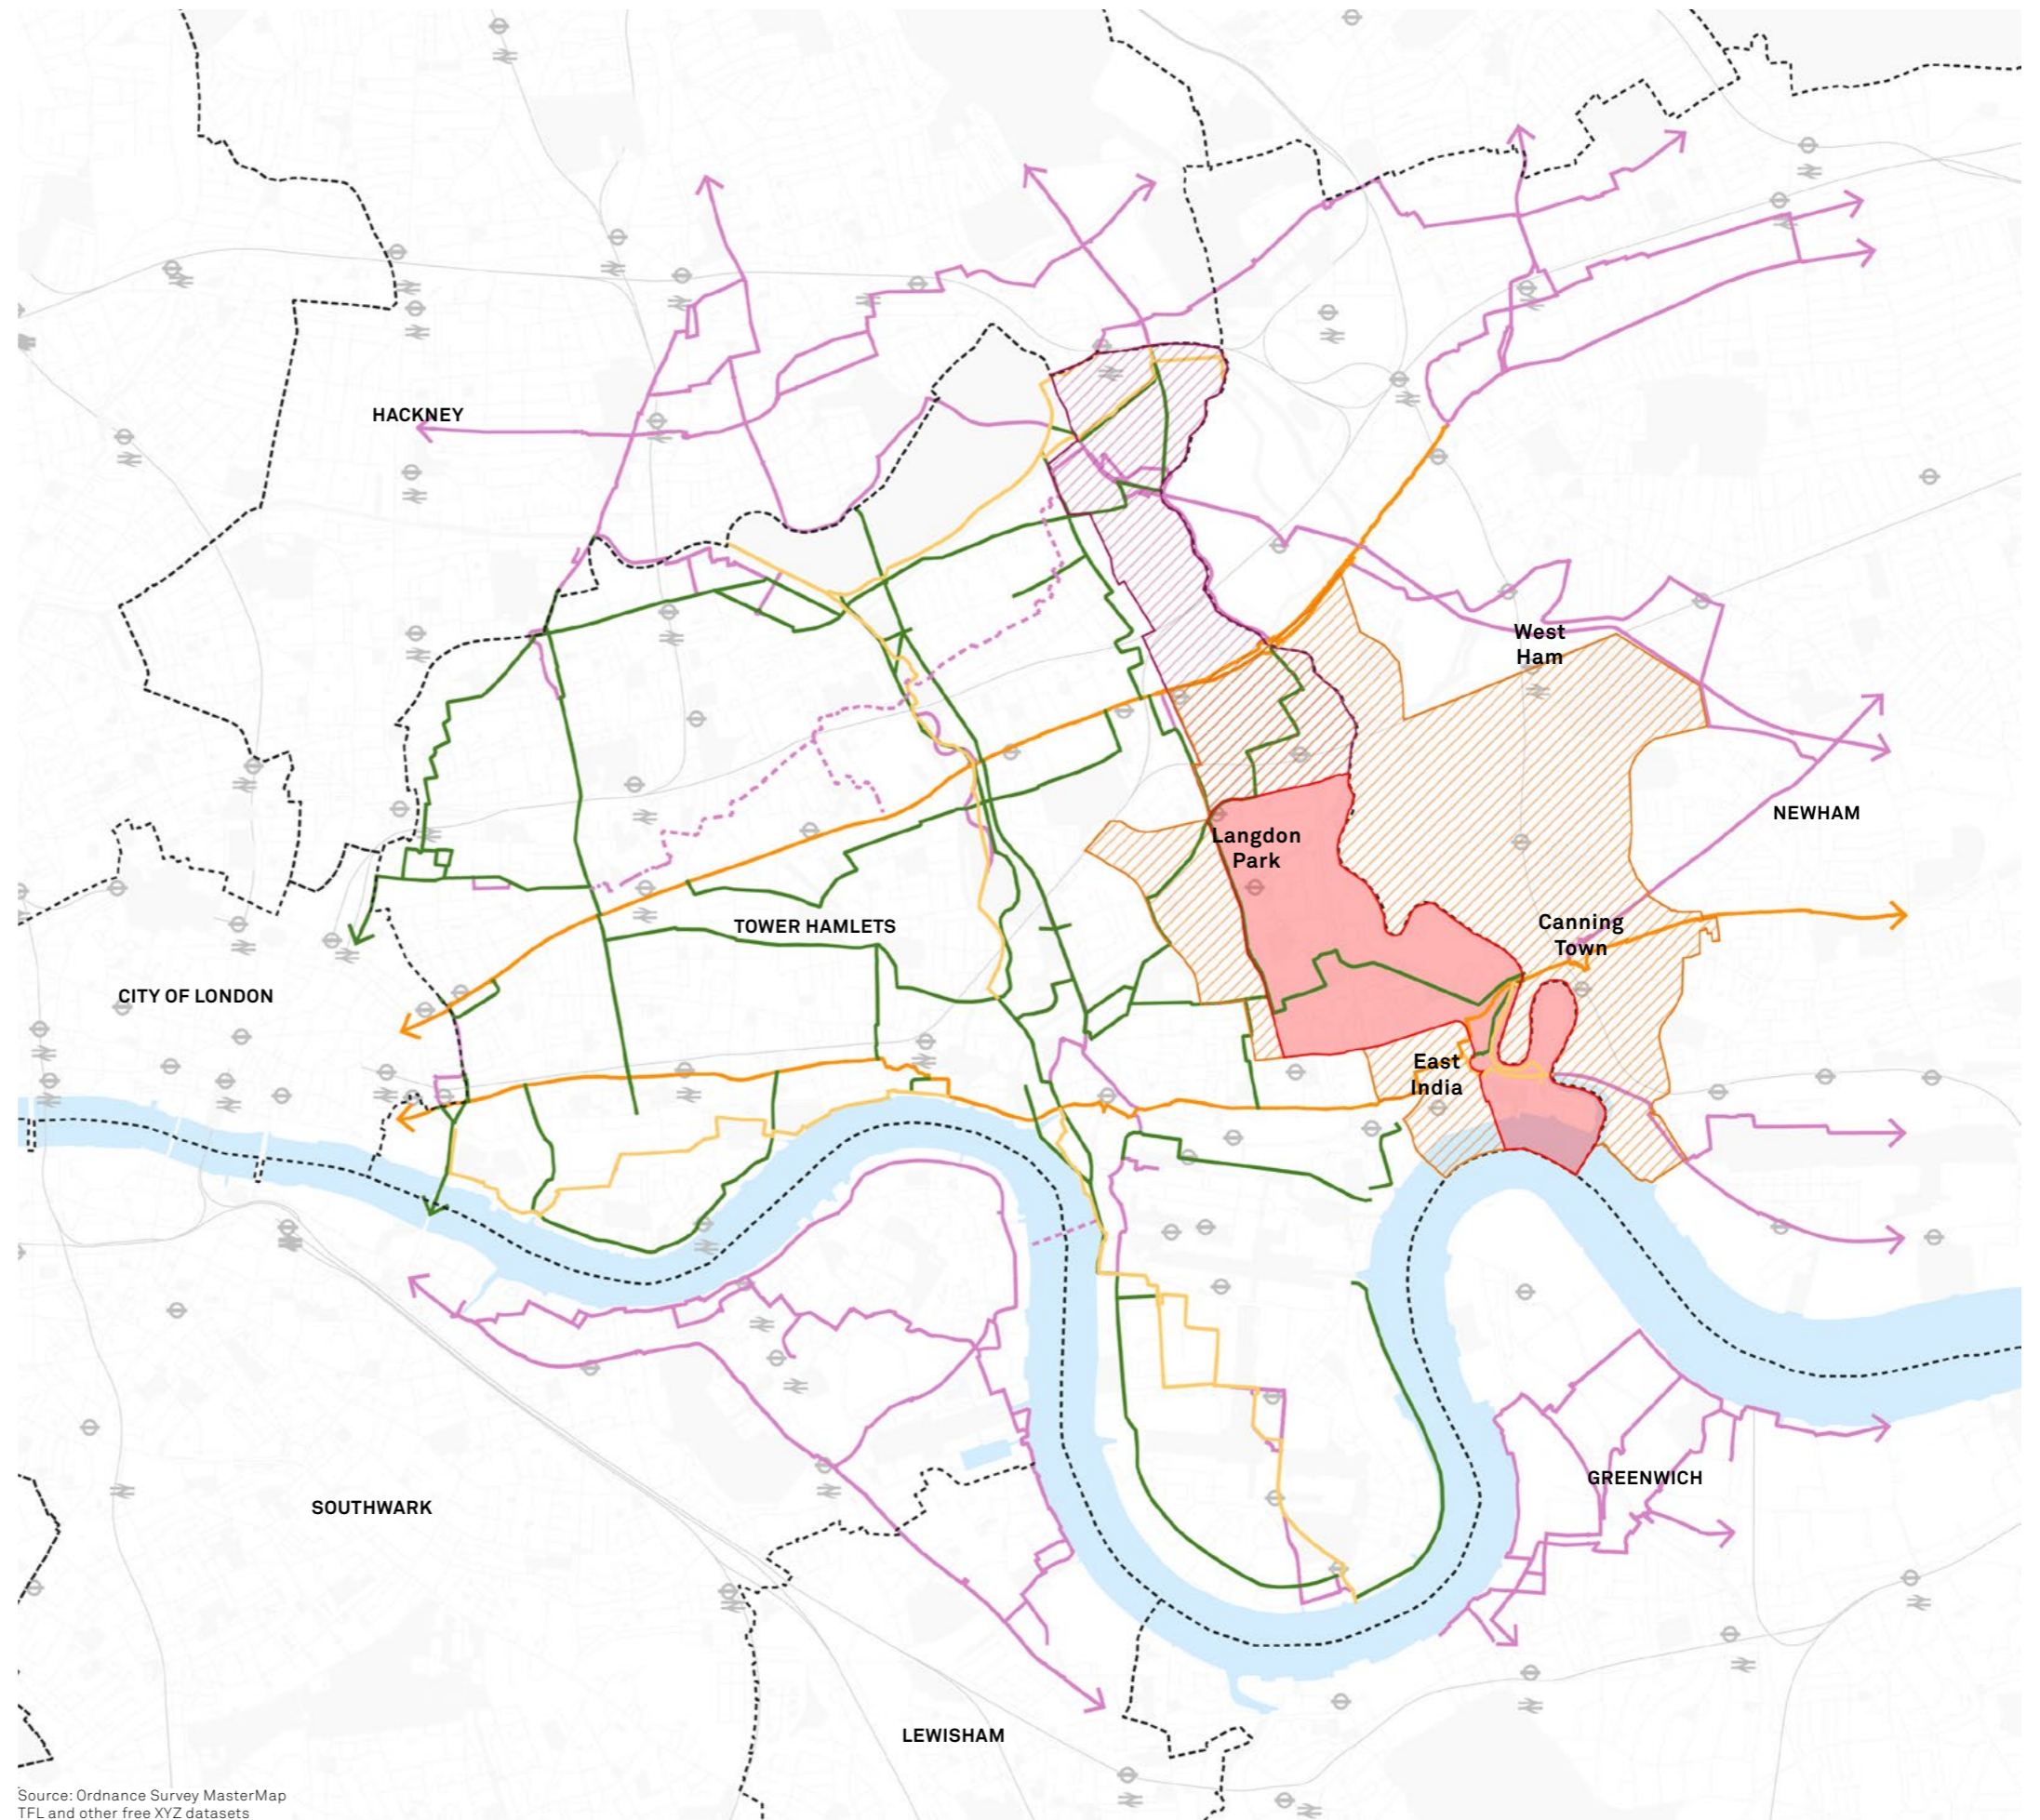 HACKNEY
West
Ham
NEWHAM
Langdon
Park
TOWER HAMLETS
Canning
Town
CITY OF LONDON
East
India
GREENWICH
SOUTHWARK
LEWISHAM
Source: Ordnance Survey MasterMap
TFL and other free XYZ datasets